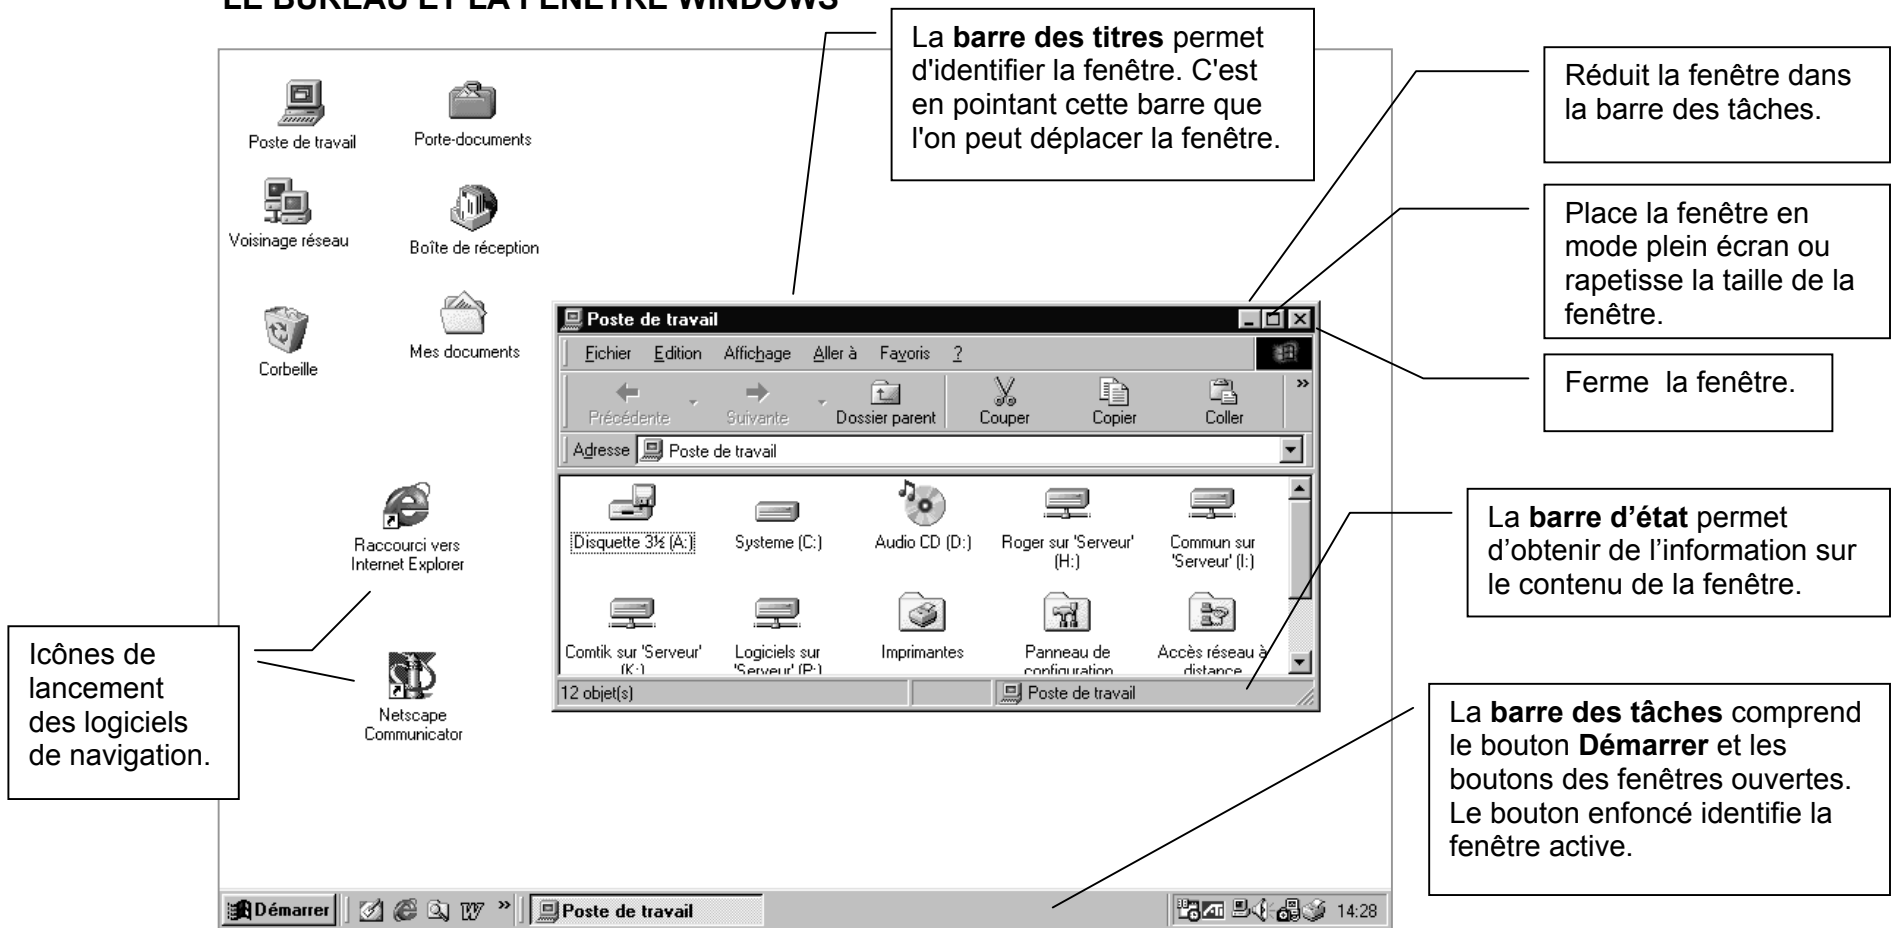 LE BUREAU ET LA FENÊTRE WINDOWS
La barre des titres permet
d'identifier la fenêtre. C'est
en pointant cette barre que
l'on peut déplacer la fenêtre.
Réduit la fenêtre dans
la barre des tâches.
Place la fenêtre en
mode plein écran ou
rapetisse la taille de la
fenêtre.
Ferme la fenêtre.
La barre d’état permet
d’obtenir de l’information sur
le contenu de la fenêtre.
La barre des tâches comprend
le bouton Démarrer et les
boutons des fenêtres ouvertes.
Le bouton enfoncé identifie la
fenêtre active.
Icônes de
lancement
des logiciels
de navigation.
Poste de travail
Porte-documents
Voisinage réseau
Boîte de réception
Corbeille
Mes documents
Raccourci vers
Internet Explorer
Netscape
Communicator
Poste de travail
Fichier Edition Affichage Aller à Favoris ?
Précédente Suivante Dossier parent Couper Copier Coller »
Adresse Poste de travail
Disquette 3½ (A:)
Systeme (C:)
Audio CD (D:)
Roger sur 'Serveur'
(H:)
Commun sur
'Serveur' (I:)
Comtik sur 'Serveur'
(K:)
Logiciels sur
'Serveur' (P:)
Imprimantes
Panneau de
configuration
Accès réseau à
distance
12 objet(s)
Poste de travail
Démarrer » Poste de travail 14:28